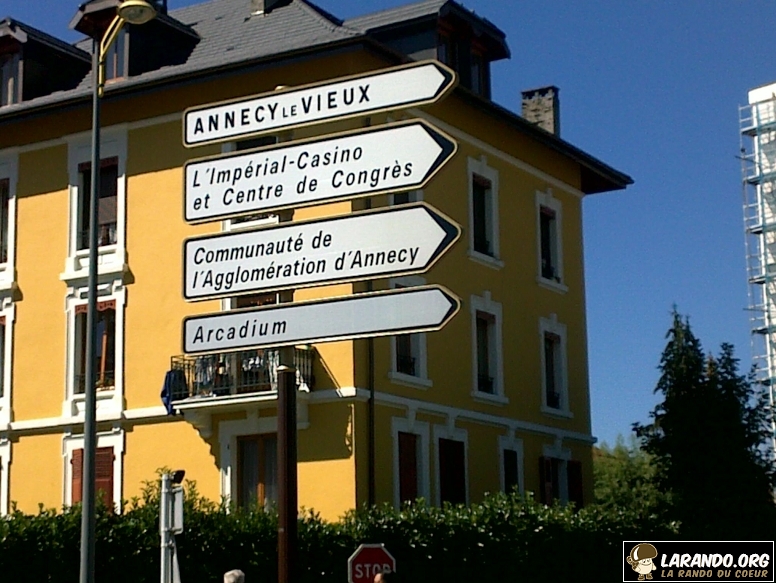 ANNECY LE VIEUX
L'Impérial-Casino
et Centre de Congrès
Communauté de
l'Agglomération d'Annecy
Arcadium
STOP
LARANDO.ORG
LA RANDO DU COEUR